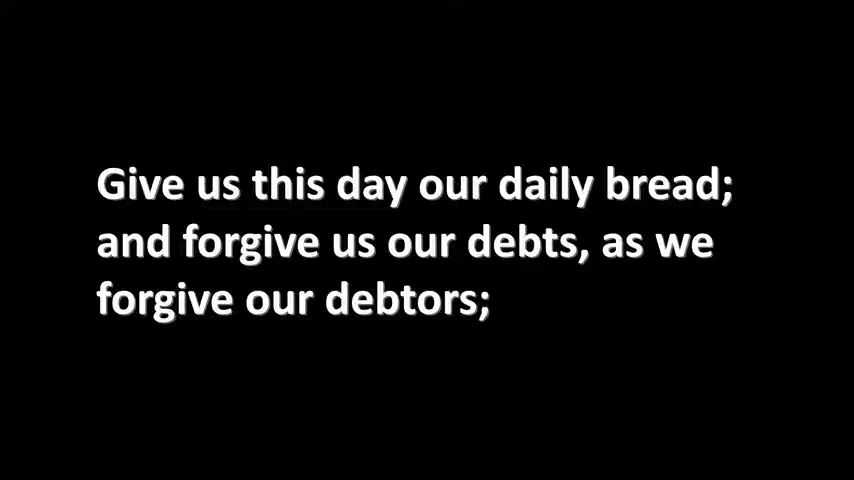 Give us this day our daily bread;
and forgive us our debts, as we
forgive our debtors;